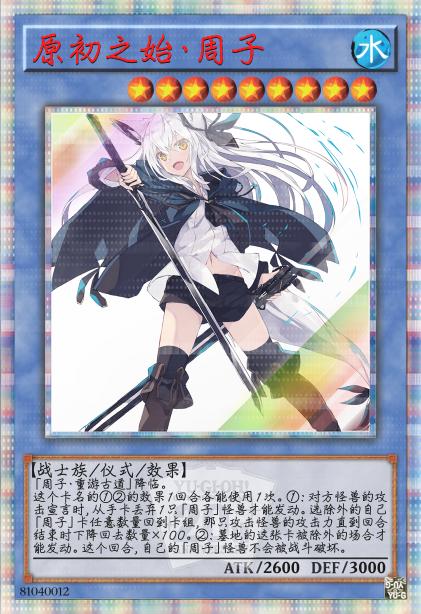 原初之始·周子
水
【战士族/仪式/效果】
「周子·重游古道」降临。
这个卡名的①②的效果1回合各能使用1次。①:对方怪兽的攻
击宣言时,从手卡丢弃1只「周子」怪兽才能发动。选除外的自己
「周子」卡任意数量回到卡组,那只攻击怪兽的攻击力直到回合
结束时下降回去数量×100。②:墓地的这张卡被除外的场合才
能发动。这个回合,自己的「周子」怪兽不会被战斗破坏。
ATK/2600 DEF/3000
81040012